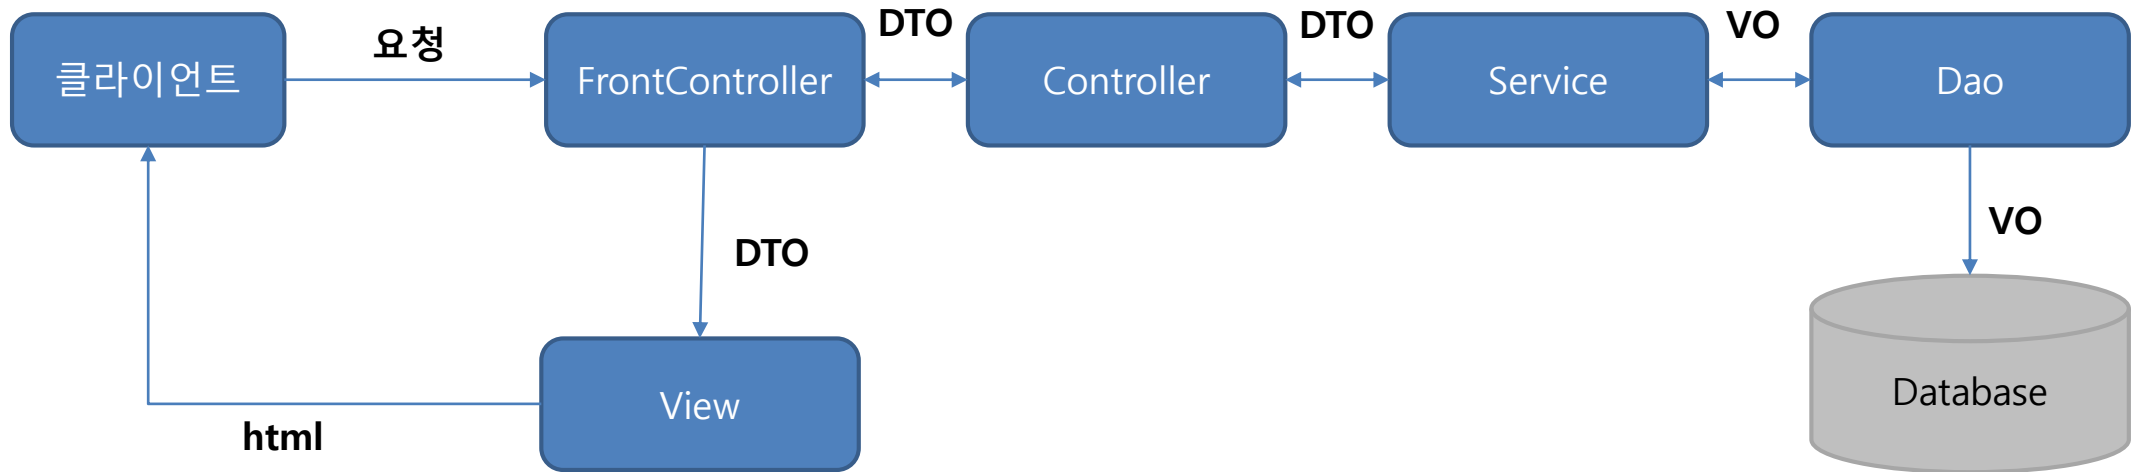 클라이언트
요청
FrontController
DTO
Controller
DTO
Service
VO
Dao
DTO
VO
View
html
Database